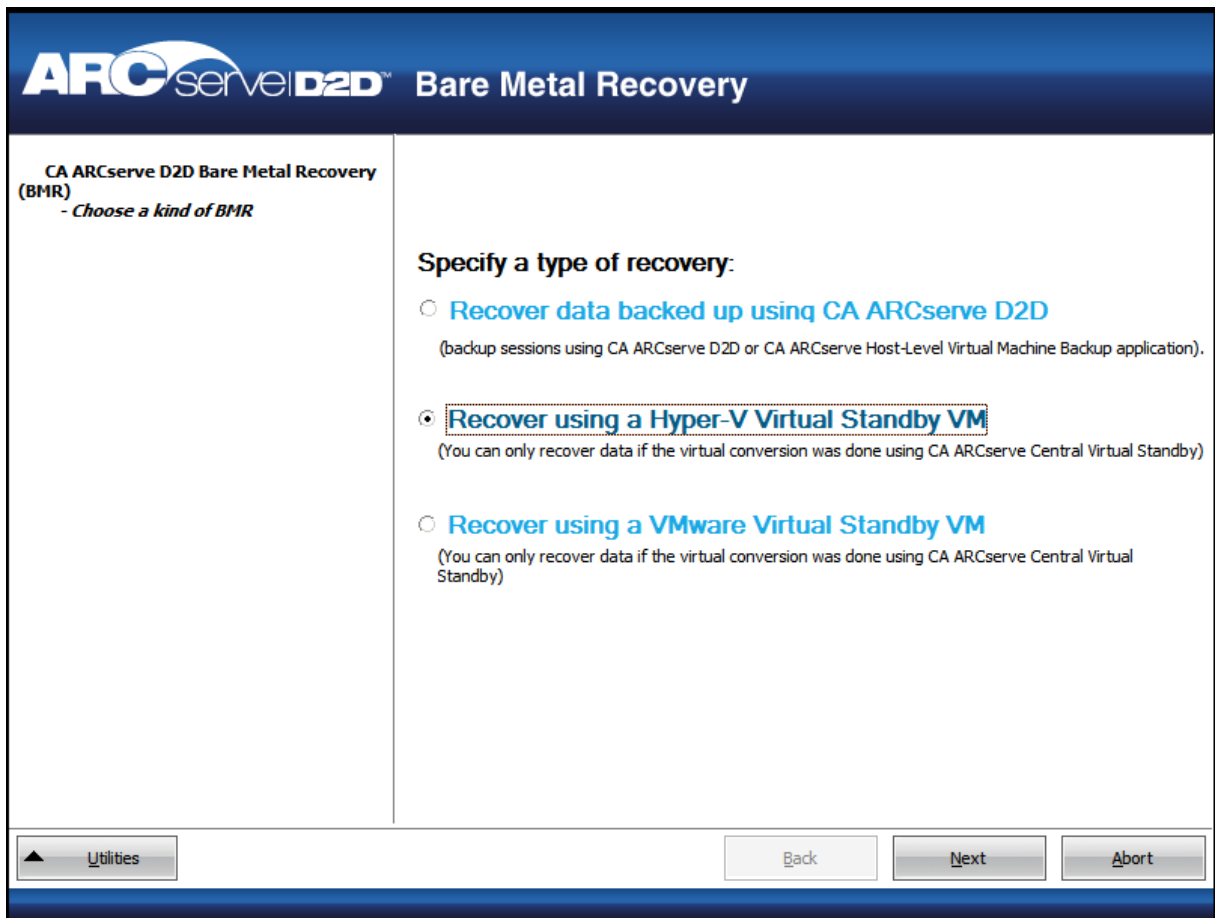 ARCserve D2D™ Bare Metal Recovery
CA ARCserve D2D Bare Metal Recovery
(BMR)
- Choose a kind of BMR
Specify a type of recovery:
Recover data backed up using CA ARCserve D2D
(backup sessions using CA ARCserve D2D or CA ARCserve Host-Level Virtual Machine Backup application).
Recover using a Hyper-V Virtual Standby VM
(You can only recover data if the virtual conversion was done using CA ARCserve Central Virtual Standby)
Recover using a VMware Virtual Standby VM
(You can only recover data if the virtual conversion was done using CA ARCserve Central Virtual
Standby)
Utilities
Back
Next
Abort